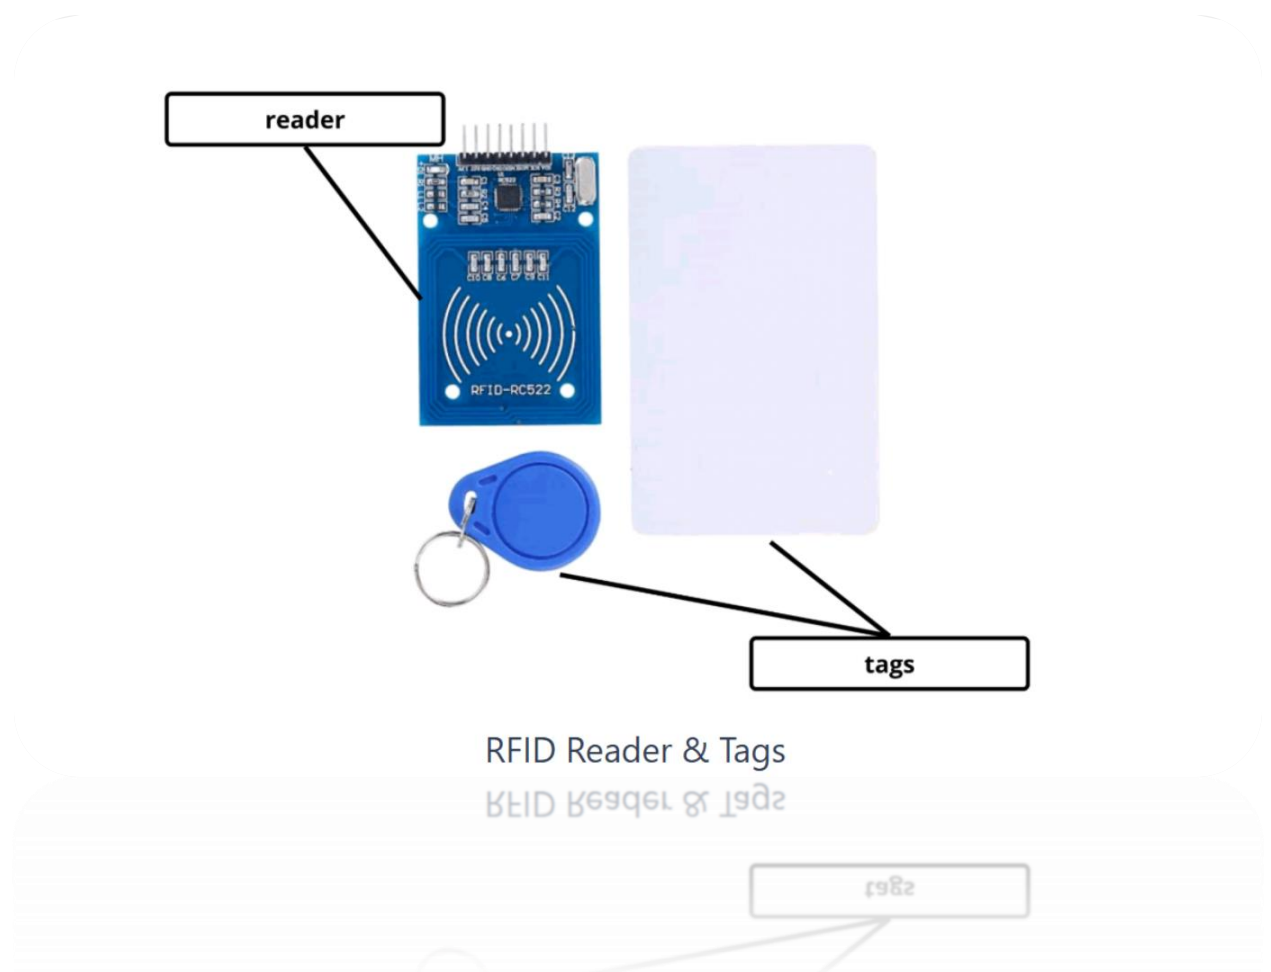 reader
RFID-RC522
tags
RFID Reader & Tags
RFID Reader & Tags
tags